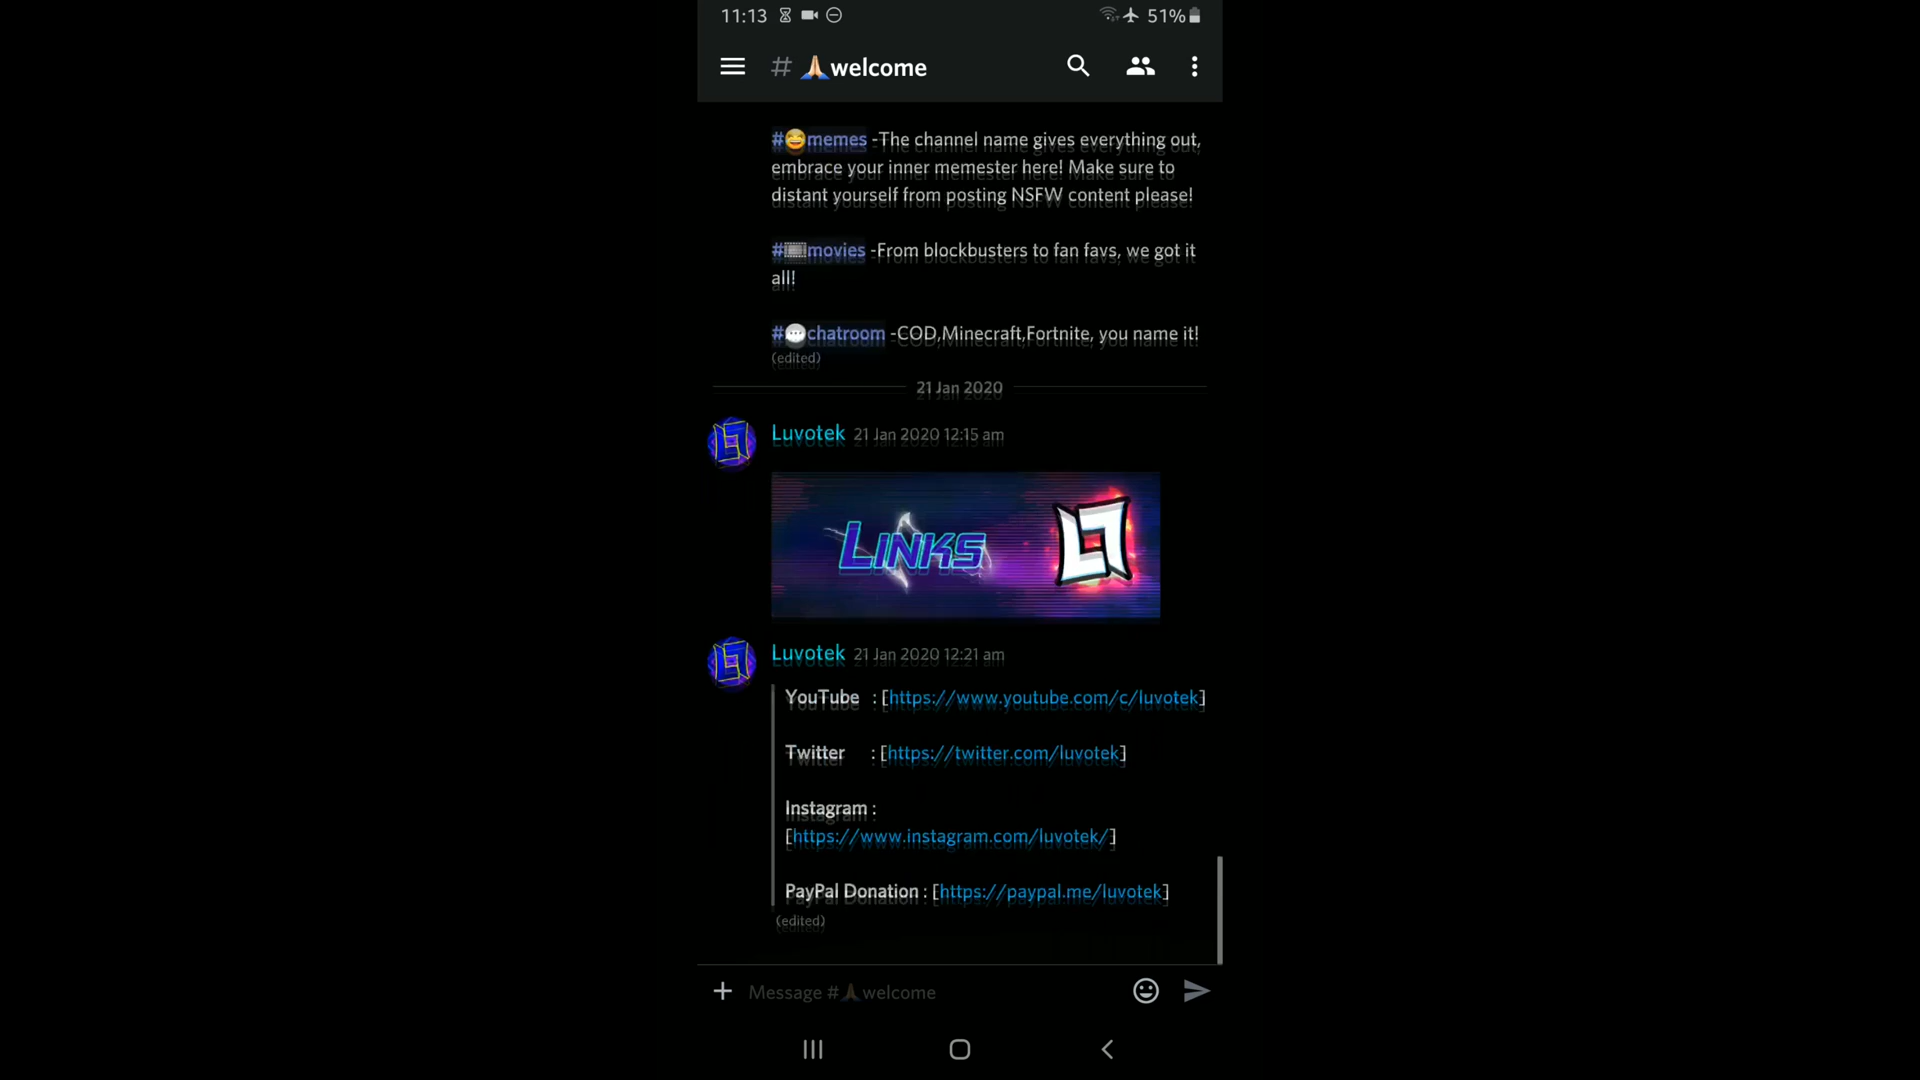 11:13 51%
# 🙏welcome
#😂memes -The channel name gives everything out,
embrace your inner memester here! Make sure to
distant yourself from posting NSFW content please!
#🎞movies -From blockbusters to fan favs, we got it
all!
#💬chatroom -COD,Minecraft,Fortnite, you name it!
(edited)
21 Jan 2020
Luvotek 21 Jan 2020 12:15 am
LINKS
Luvotek 21 Jan 2020 12:21 am
YouTube : [https://www.youtube.com/c/luvotek]
Twitter : [https://twitter.com/luvotek]
Instagram :
[https://www.instagram.com/luvotek/]
PayPal Donation : [https://paypal.me/luvotek]
(edited)
Message #🙏welcome